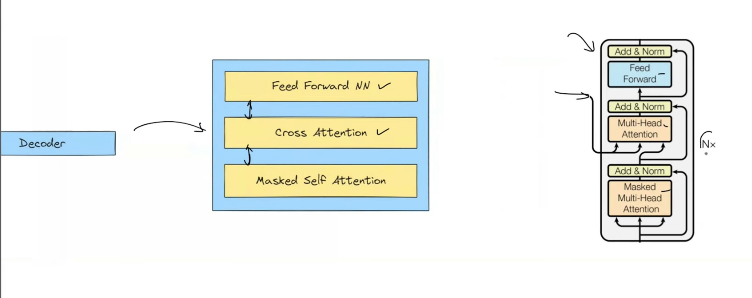 Decoder
Feed Forward NN
Cross Attention
Masked Self Attention
Add & Norm
Feed
Forward
Add & Norm
Multi-Head
Attention
Nx
Add & Norm
Masked
Multi-Head
Attention